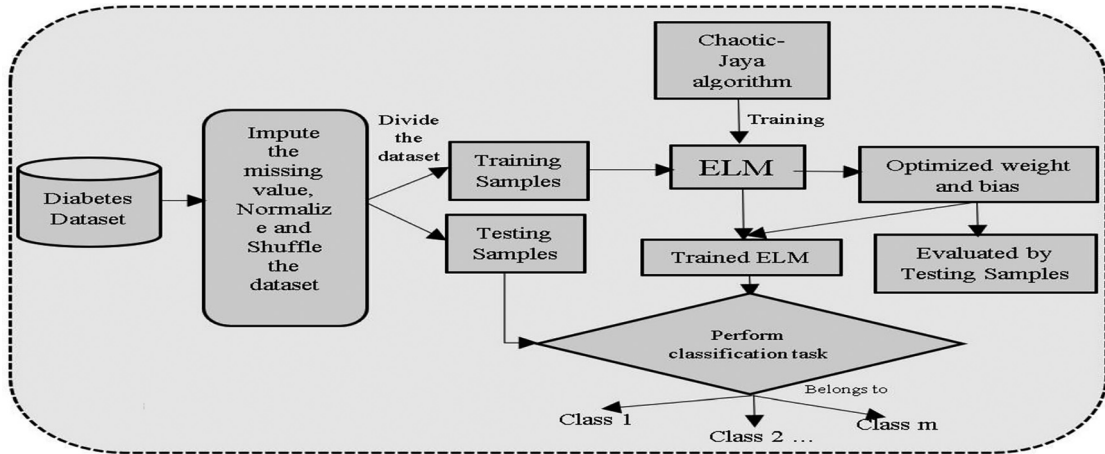 Diabetes
Dataset
Impute
the
missing
value,
Normaliz
e and
Shuffle
the
dataset
Divide
the
dataset
Training
Samples
Testing
Samples
Chaotic-
Jaya
algorithm
Training
ELM
Optimized weight
and bias
Trained ELM
Evaluated by
Testing Samples
Perform
classification task
Belongs to
Class 1
Class 2 ...
Class m